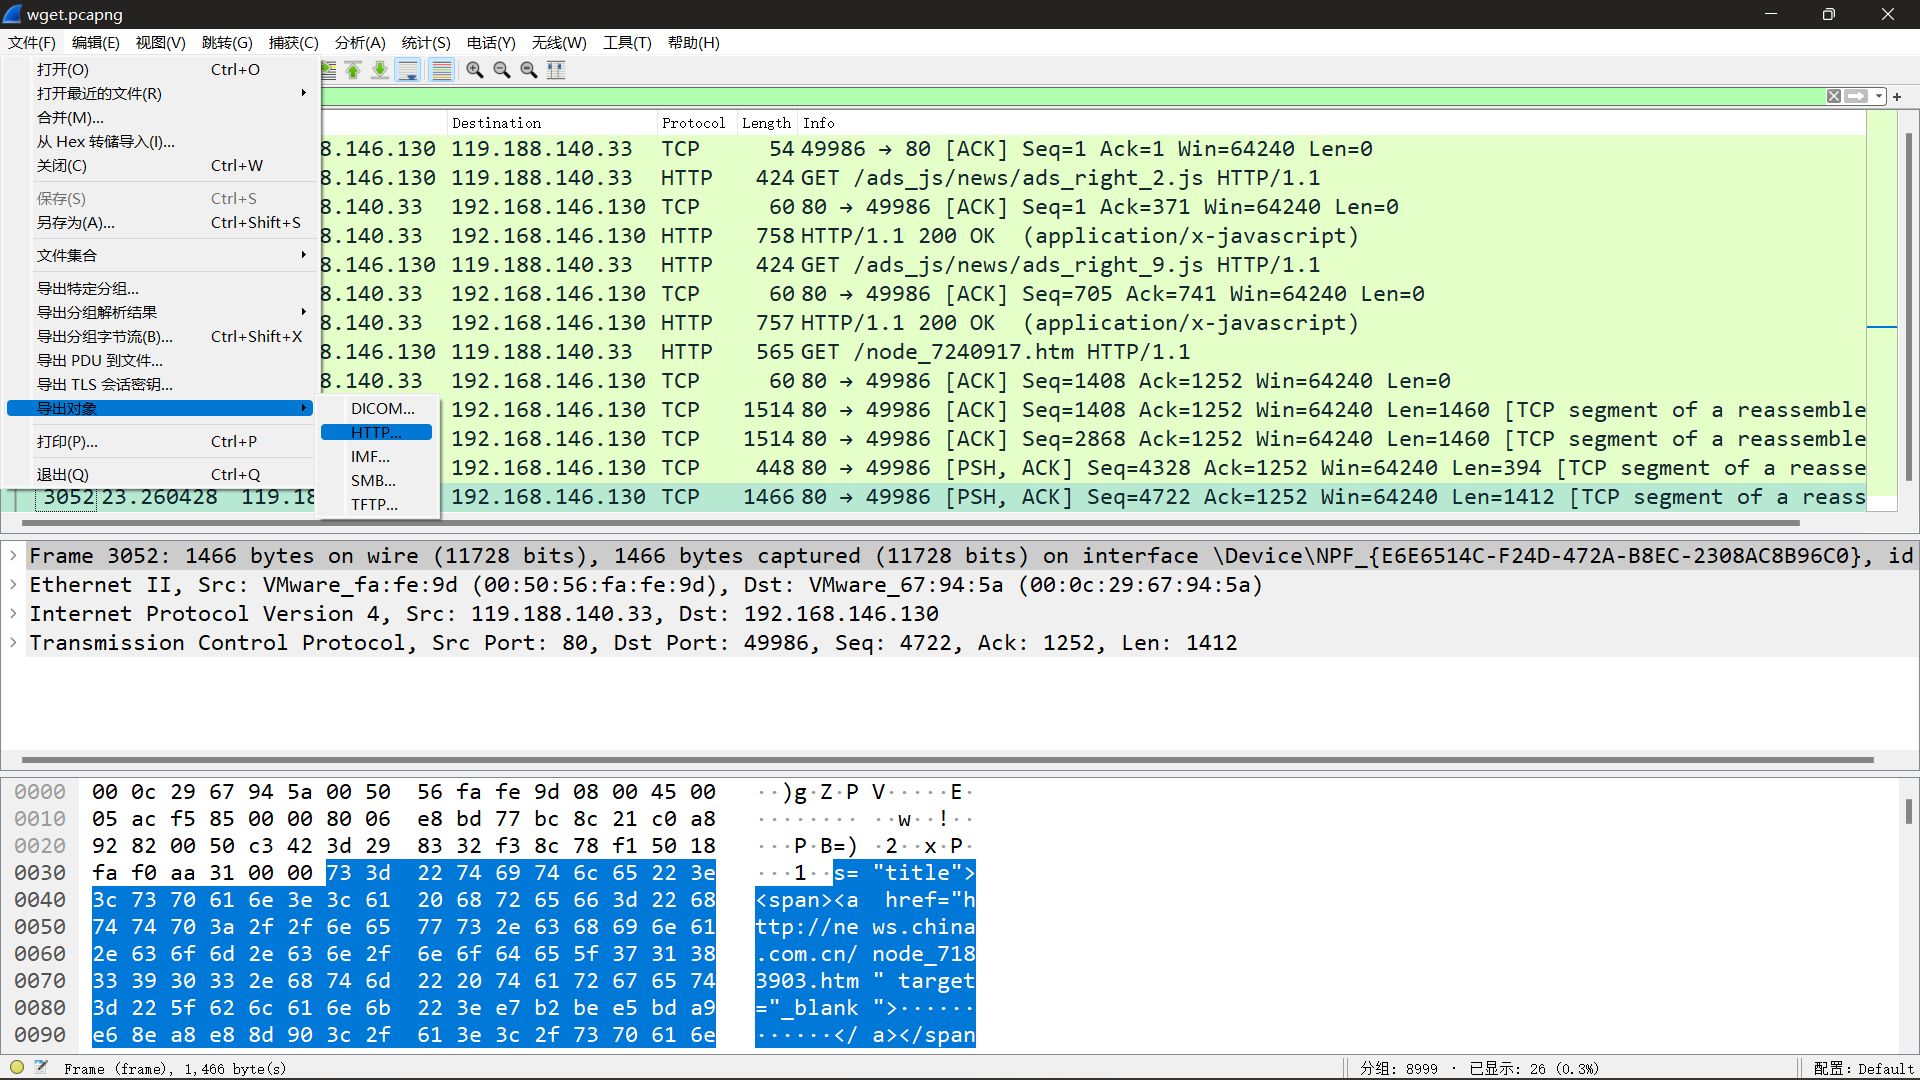 wget.pcapng
文件(F) 编辑(E) 视图(V) 跳转(G) 捕获(C) 分析(A) 统计(S) 电话(Y) 无线(W) 工具(T) 帮助(H)
打开(O) Ctrl+O
打开最近的文件(R)
合并(M)...
从 Hex 转储导入(I)...
关闭(C) Ctrl+W
保存(S) Ctrl+S
另存为(A)... Ctrl+Shift+S
文件集合
导出特定分组...
导出分组解析结果
导出分组字节流(B)... Ctrl+Shift+X
导出 PDU 到文件...
导出 TLS 会话密钥...
导出对象
打印(P)... Ctrl+P
退出(Q) Ctrl+Q
DICOM...
HTTP...
IMF...
SMB...
TFTP...
Destination Protocol Length Info
8.146.130 119.188.140.33 TCP 54 49986 → 80 [ACK] Seq=1 Ack=1 Win=64240 Len=0
8.146.130 119.188.140.33 HTTP 424 GET /ads_js/news/ads_right_2.js HTTP/1.1
8.140.33 192.168.146.130 TCP 60 80 → 49986 [ACK] Seq=1 Ack=371 Win=64240 Len=0
8.140.33 192.168.146.130 HTTP 758 HTTP/1.1 200 OK (application/x-javascript)
8.146.130 119.188.140.33 HTTP 424 GET /ads_js/news/ads_right_9.js HTTP/1.1
8.140.33 192.168.146.130 TCP 60 80 → 49986 [ACK] Seq=705 Ack=741 Win=64240 Len=0
8.140.33 192.168.146.130 HTTP 757 HTTP/1.1 200 OK (application/x-javascript)
8.146.130 119.188.140.33 HTTP 565 GET /node_7240917.htm HTTP/1.1
8.140.33 192.168.146.130 TCP 60 80 → 49986 [ACK] Seq=1408 Ack=1252 Win=64240 Len=0
192.168.146.130 TCP 1514 80 → 49986 [ACK] Seq=1408 Ack=1252 Win=64240 Len=1460 [TCP segment of a reassemble
192.168.146.130 TCP 1514 80 → 49986 [ACK] Seq=2868 Ack=1252 Win=64240 Len=1460 [TCP segment of a reassemble
192.168.146.130 TCP 448 80 → 49986 [PSH, ACK] Seq=4328 Ack=1252 Win=64240 Len=394 [TCP segment of a reasse
3052 23.260428 119.18 192.168.146.130 TCP 1466 80 → 49986 [PSH, ACK] Seq=4722 Ack=1252 Win=64240 Len=1412 [TCP segment of a reass
Frame 3052: 1466 bytes on wire (11728 bits), 1466 bytes captured (11728 bits) on interface \Device\NPF_{E6E6514C-F24D-472A-B8EC-2308AC8B96C0}, id
Ethernet II, Src: VMware_fa:fe:9d (00:50:56:fa:fe:9d), Dst: VMware_67:94:5a (00:0c:29:67:94:5a)
Internet Protocol Version 4, Src: 119.188.140.33, Dst: 192.168.146.130
Transmission Control Protocol, Src Port: 80, Dst Port: 49986, Seq: 4722, Ack: 1252, Len: 1412
0000 00 0c 29 67 94 5a 00 50 56 fa fe 9d 08 00 45 00 ··)g·Z·P V·····E·
0010 05 ac f5 85 00 00 80 06 e8 bd 77 bc 8c 21 c0 a8 ········ ··w··!··
0020 92 82 00 50 c3 42 3d 29 83 32 f3 8c 78 f1 50 18 ···P·B=) ·2··x·P·
0030 fa f0 aa 31 00 00 73 3d 22 74 69 74 6c 65 22 3e ···1··s= "title">
0040 3c 73 70 61 6e 3e 3c 61 20 68 72 65 66 3d 22 68 <span><a href="h
0050 74 74 70 3a 2f 2f 6e 65 77 73 2e 63 68 69 6e 61 ttp://ne ws.china
0060 2e 63 6f 6d 2e 63 6e 2f 6e 6f 64 65 5f 37 31 38 .com.cn/ node_718
0070 33 39 30 33 2e 68 74 6d 22 20 74 61 72 67 65 74 3903.htm " target
0080 3d 22 5f 62 6c 61 6e 6b 22 3e e7 b2 be e5 bd a9 ="_blank ">······
0090 e6 8e a8 e8 8d 90 3c 2f 61 3e 3c 2f 73 70 61 6e ······</ a></span
Frame (frame), 1,466 byte(s) 分组: 8999 · 已显示: 26 (0.3%) 配置: Default